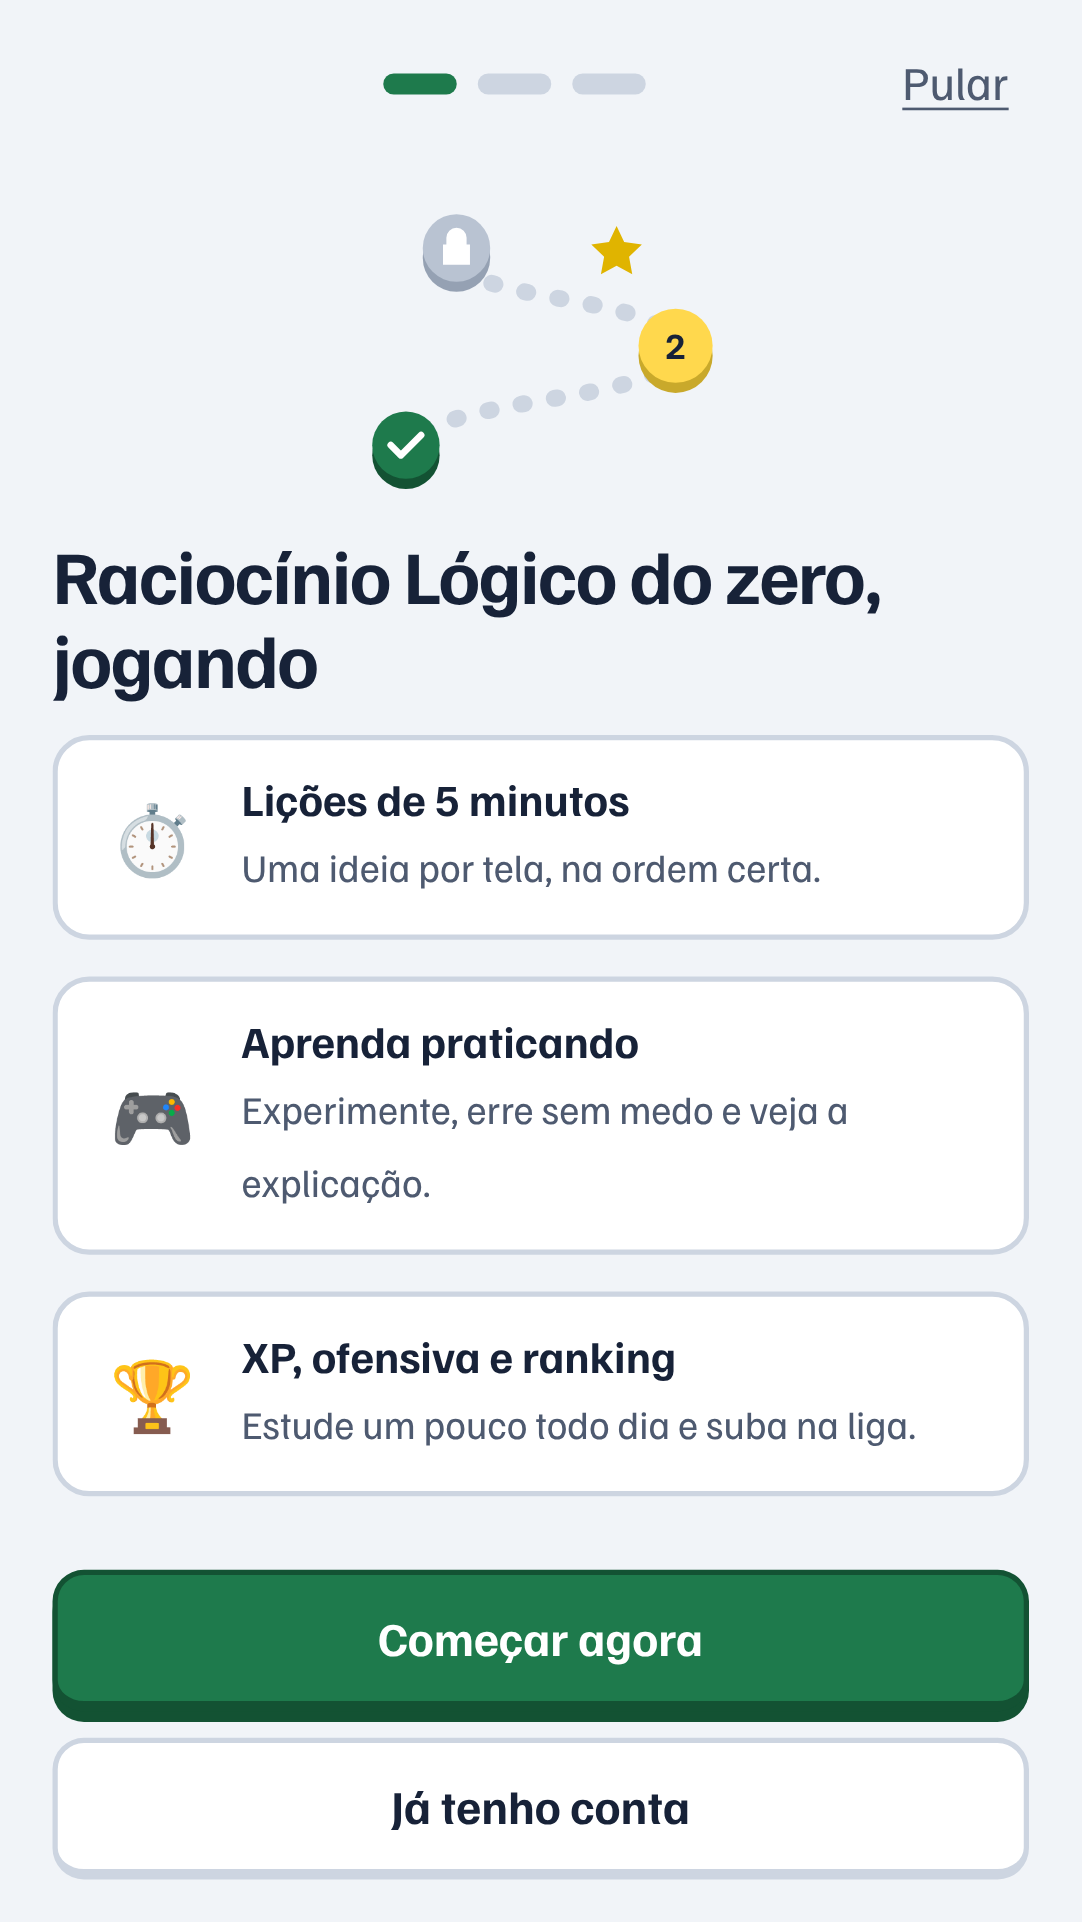 Pular
2
Raciocínio Lógico do zero,
jogando
Lições de 5 minutos
Uma ideia por tela, na ordem certa.
Aprenda praticando
Experimente, erre sem medo e veja a
explicação.
XP, ofensiva e ranking
Estude um pouco todo dia e suba na liga.
Começar agora
Já tenho conta